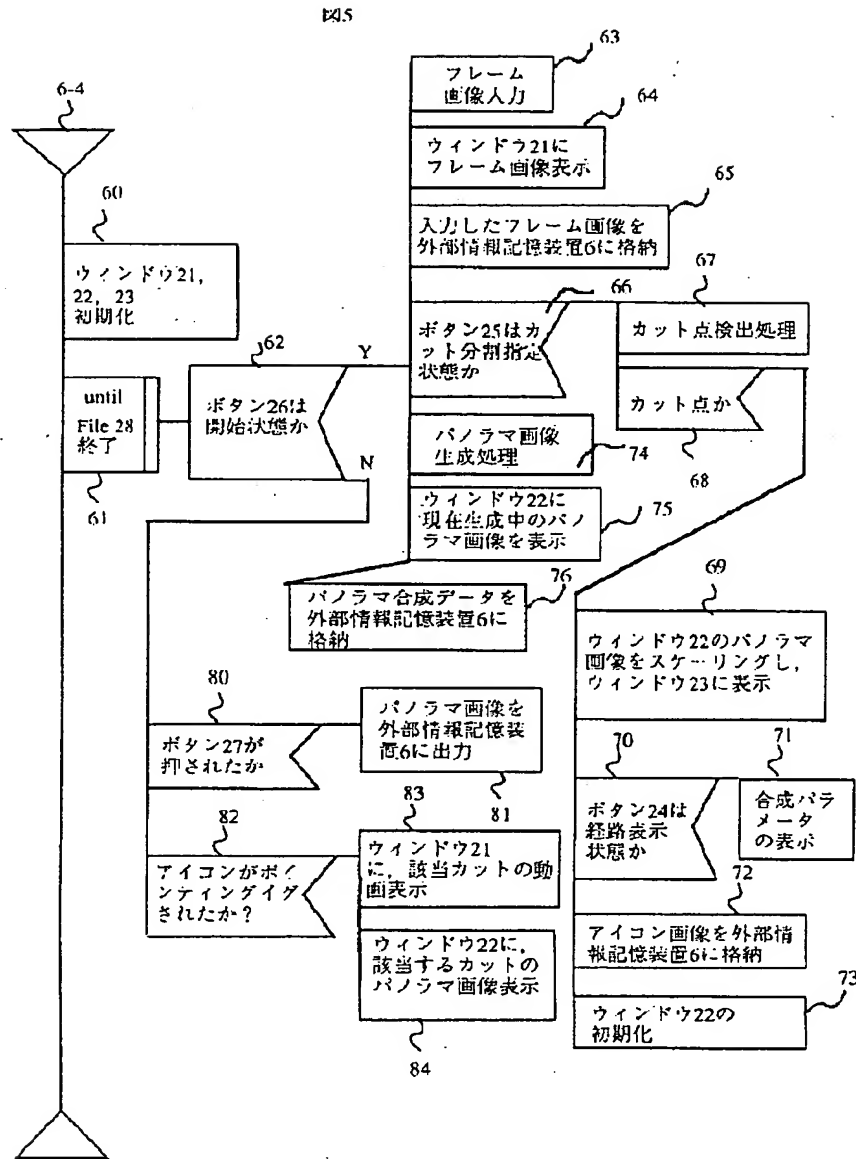 図5
6-4
60
ウィンドウ21,
22, 23
初期化
until
File 28
終了
61
62
ボタン26は
開始状態か
Y
N
63
フレーム
画像入力
64
ウィンドウ21に
フレーム画像表示
65
入力したフレーム画像を
外部情報記憶装置6に格納
66
ボタン25はカ
ット分割指定
状態か
67
カット点検出処理
カット点か
68
パノラマ画像
生成処理
74
ウィンドウ22に
現在生成中のパノ
ラマ画像を表示
75
76
パノラマ合成データを
外部情報記憶装置6に
格納
69
ウィンドウ22のパノラマ
画像をスケーリングし,
ウィンドウ23に表示
70
ボタン24は
経路表示
状態か
71
合成パラ
メータ
の表示
72
アイコン画像を外部情
報記憶装置6に格納
73
ウィンドウ22の
初期化
80
ボタン27が
押されたか
パノラマ画像を
外部情報記憶装
置6に出力
81
82
アイコンがポイ
ンティングイグ
されたか?
83
ウィンドウ21
に, 該当カットの動
画表示
ウィンドウ22に,
該当するカットの
パノラマ画像表示
84